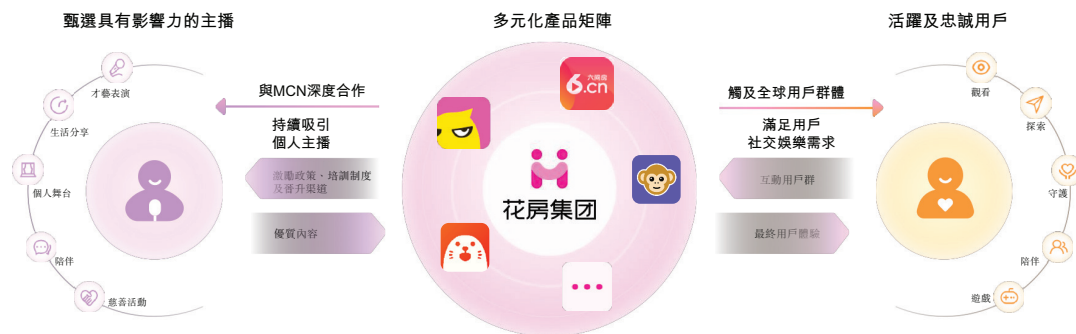 甄選具有影響力的主播
多元化產品矩陣
活躍及忠誠用戶
才藝表演
生活分享
個人舞台
陪伴
慈善活動
與MCN深度合作
持續吸引
個人主播
激勵政策、培訓制度
及晉升渠道
優質內容
六間房
6.cn
花房集团
觸及全球用戶群體
滿足用戶
社交娛樂需求
互動用戶群
最終用戶體驗
觀看
探索
守護
陪伴
遊戲